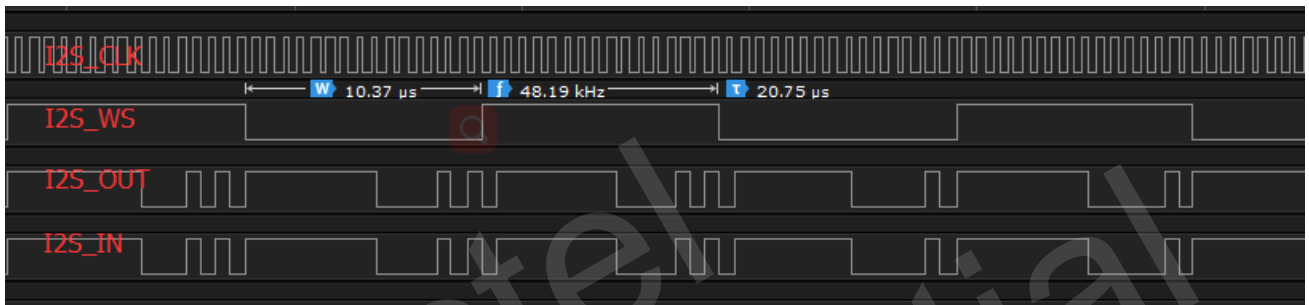 I2S_CLK
W 10.37 µs f 48.19 kHz τ 20.75 µs
I2S_WS
I2S_OUT
I2S_IN